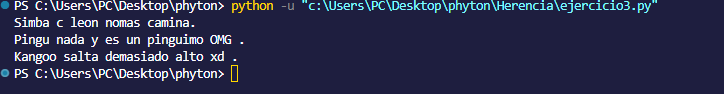 PS C:\Users\PC\Desktop\phyton> python -u "c:\Users\PC\Desktop\phyton\Herencia\ejercicio3.py"
Simba c leon nomas camina.
Pingu nada y es un pinguimo OMG .
Kangoo salta demasiado alto xd .
PS C:\Users\PC\Desktop\phyton>